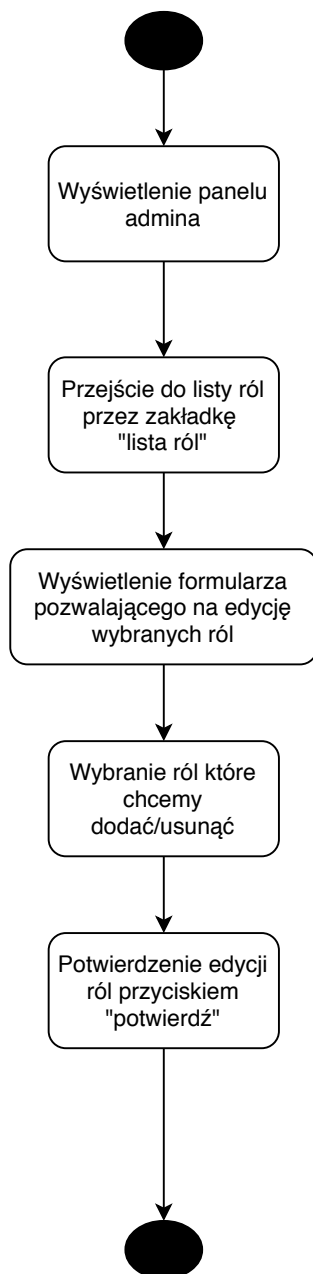 Wyświetlenie panelu
admina
Przejście do listy ról
przez zakładkę
"lista ról"
Wyświetlenie formularza
pozwalającego na edycję
wybranych ról
Wybranie ról które
chcemy
dodać/usunąć
Potwierdzenie edycji
ról przyciskiem
"potwierdź"